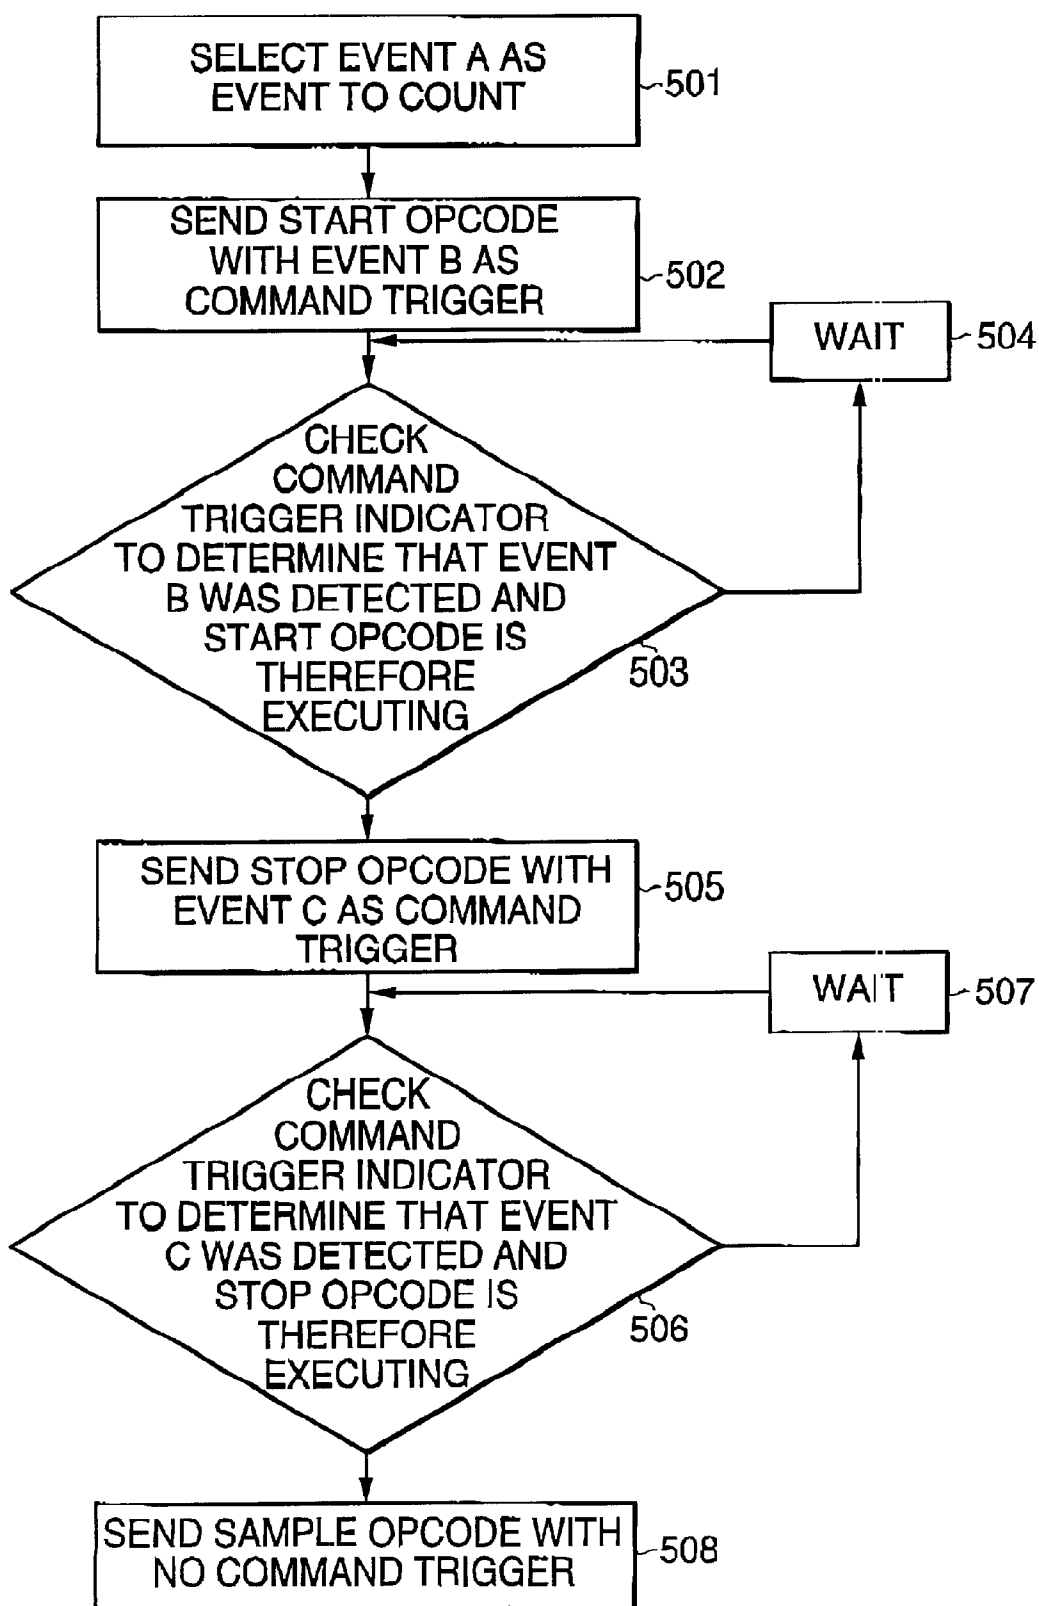 SELECT EVENT A AS
EVENT TO COUNT
501
SEND START OPCODE
WITH EVENT B AS
COMMAND TRIGGER
502
WAIT
504
CHECK
COMMAND
TRIGGER INDICATOR
TO DETERMINE THAT EVENT
B WAS DETECTED AND
START OPCODE IS
THEREFORE
EXECUTING
503
SEND STOP OPCODE WITH
EVENT C AS COMMAND
TRIGGER
505
WAIT
507
CHECK
COMMAND
TRIGGER INDICATOR
TO DETERMINE THAT EVENT
C WAS DETECTED AND
STOP OPCODE IS
THEREFORE
EXECUTING
506
SEND SAMPLE OPCODE WITH
NO COMMAND TRIGGER
508